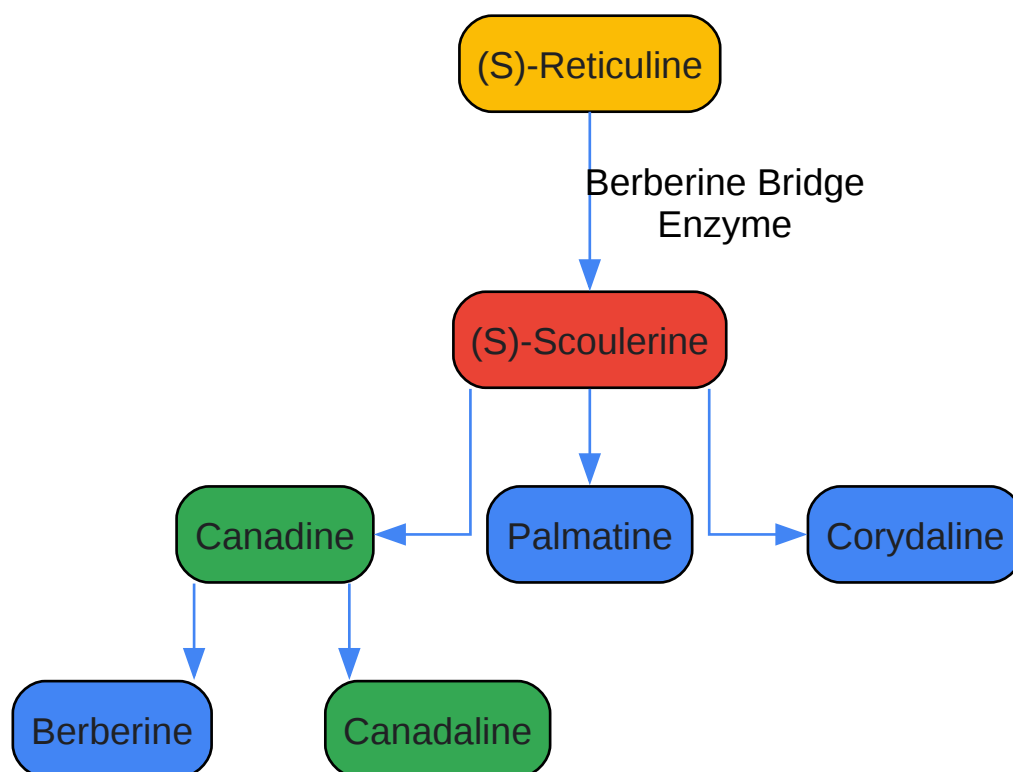 (S)-Reticuline
Berberine Bridge
Enzyme
(S)-Scoulerine
Canadine
Palmatine
Corydaline
Berberine
Canadaline